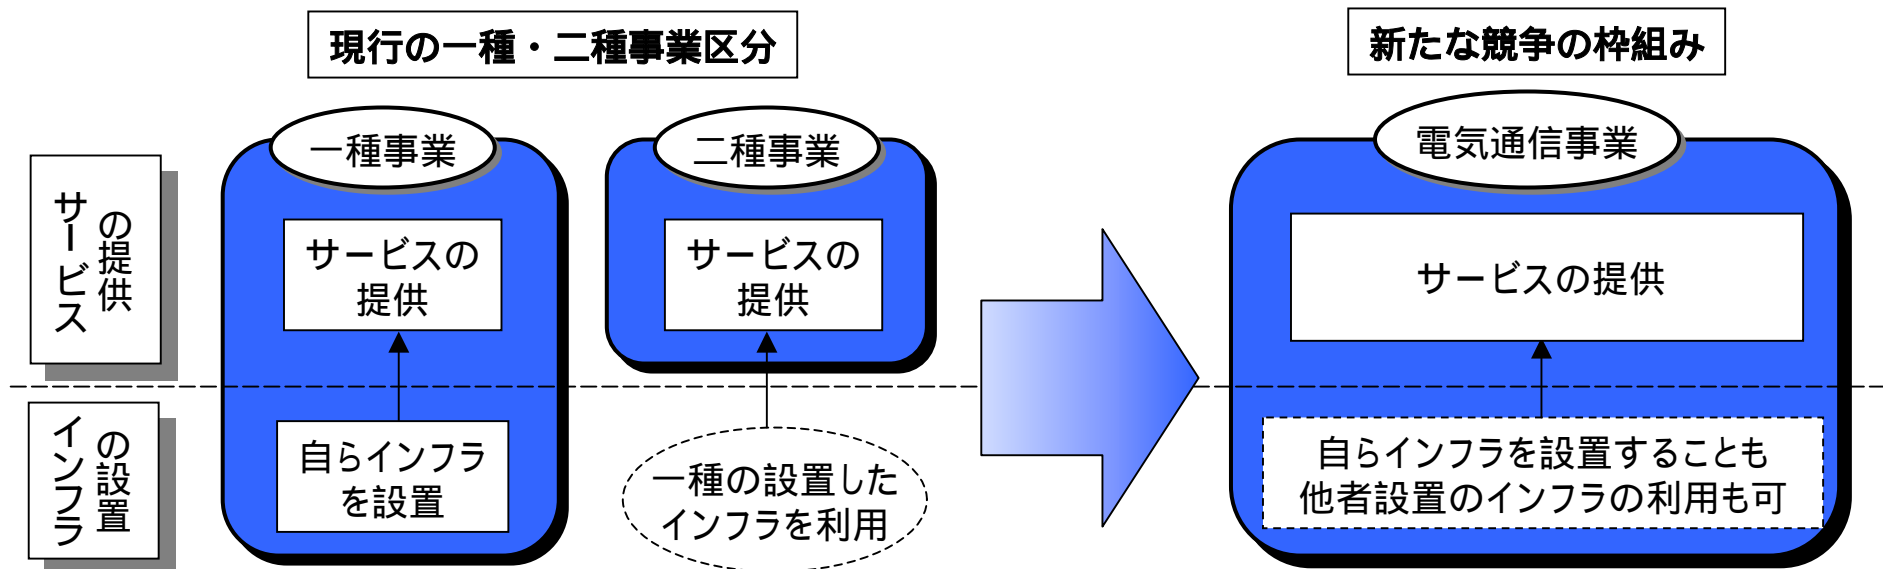 現行の一種・二種事業区分
新たな競争の枠組み
一種事業
二種事業
電気通信事業
サービス
の提供
サービスの
提供
サービスの
提供
サービスの提供
インフラ
の設置
自らインフラ
を設置
一種の設置した
インフラを利用
自らインフラを設置することも
他者設置のインフラの利用も可